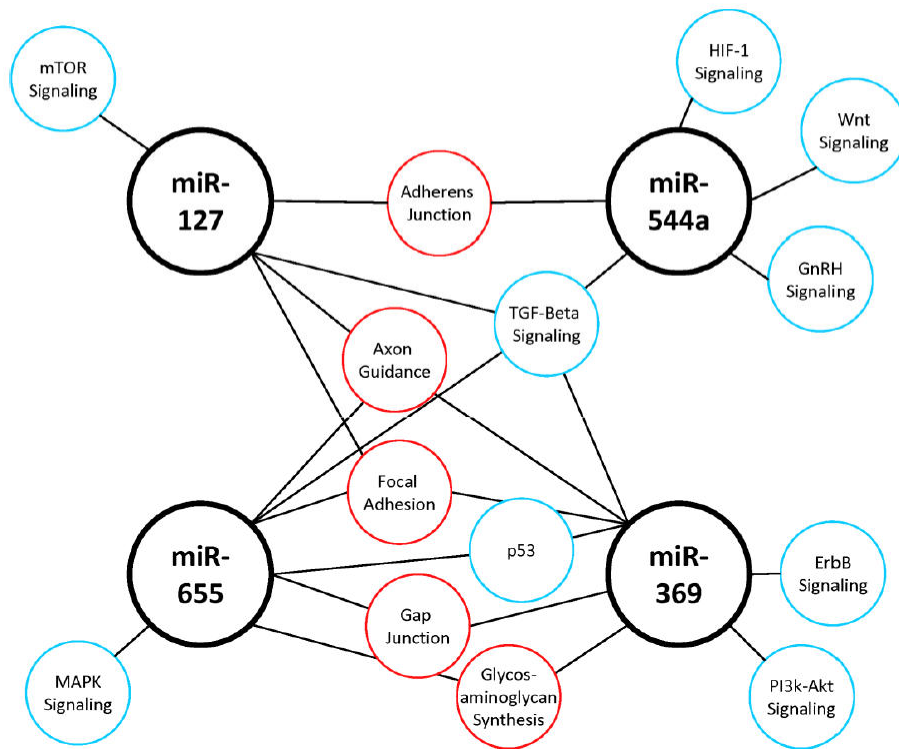 mTOR
Signaling
HIF-1
Signaling
Wnt
Signaling
miR-
127
Adherens
Junction
miR-
544a
GnRH
Signaling
TGF-Beta
Signaling
Axon
Guidance
Focal
Adhesion
p53
miR-
655
miR-
369
ErbB
Signaling
Gap
Junction
MAPK
Signaling
Glycos-
aminoglycan
Synthesis
PI3k-Akt
Signaling